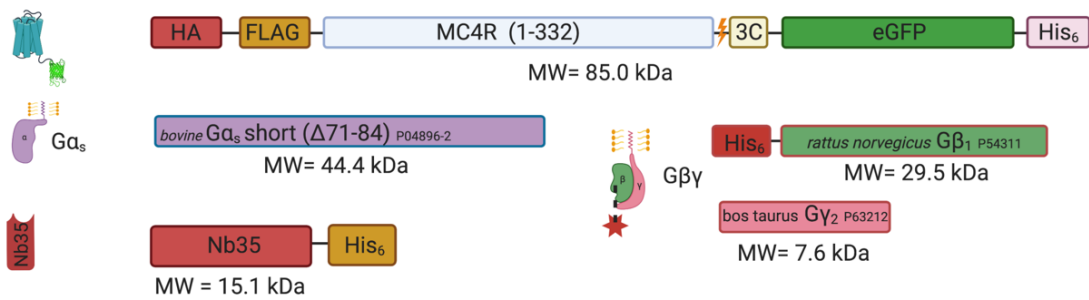 HA FLAG MC4R (1-332) 3C eGFP His6
MW= 85.0 kDa
α Gαs
bovine Gαs short (Δ71-84) P04896-2
MW= 44.4 kDa
β γ Gβγ
His6 rattus norvegicus Gβ1 P54311
MW= 29.5 kDa
bos taurus Gγ2 P63212
MW= 7.6 kDa
Nb35
Nb35 His6
MW = 15.1 kDa